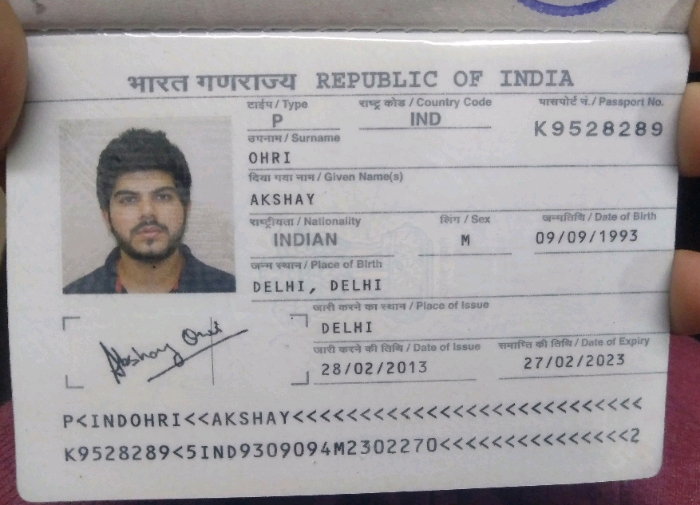 भारत गणराज्य REPUBLIC OF INDIA
टाईप / Type राष्ट्र कोड / Country Code पासपोर्ट नं. / Passport No.
P IND K9528289
उपनाम / Surname
OHRI
दिया गया नाम / Given Name(s)
AKSHAY
राष्ट्रीयता / Nationality लिंग / Sex जन्मतिथि / Date of Birth
INDIAN M 09/09/1993
जन्म स्थान / Place of Birth
DELHI, DELHI
जारी करने का स्थान / Place of Issue
DELHI
जारी करने की तिथि / Date of Issue समाप्ति की तिथि / Date of Expiry
28/02/2013 27/02/2023
Akshay Ohri
P<INDOHRI<<AKSHAY<<<<<<<<<<<<<<<<<<<<<<<<<<<
K9528289<5IND9309094M2302270<<<<<<<<<<<<<<<2